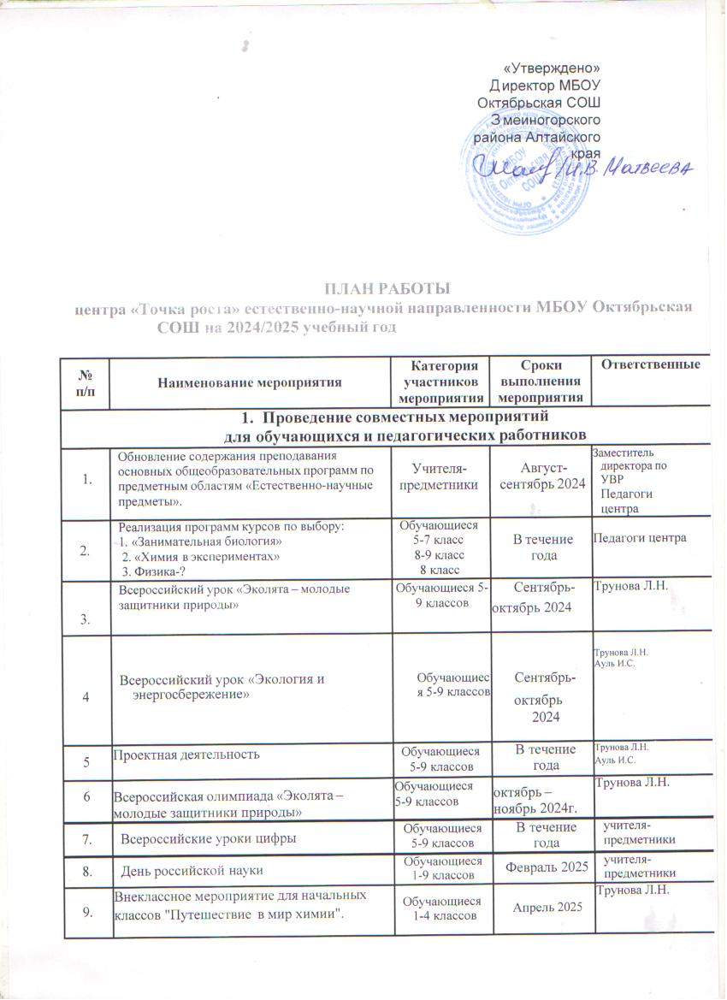 «Утверждено»
Директор МБОУ
Октябрьская СОШ
Змеиногорского
района Алтайского
края
И.В. Матвеева
МБОУ
Октябрьская
СОШ
ПЛАН РАБОТЫ
центра «Точка роста» естественно-научной направленности МБОУ Октябрьская
СОШ на 2024/2025 учебный год
№ п/п
Наименование мероприятия
Категория участников мероприятия
Сроки выполнения мероприятия
Ответственные
1. Проведение совместных мероприятий
для обучающихся и педагогических работников
1.
Обновление содержания преподавания
основных общеобразовательных программ по
предметным областям «Естественно-научные
предметы».
Учителя-
предметники
Август-
сентябрь 2024
Заместитель
директора по
УВР
Педагоги
центра
2.
Реализация программ курсов по выбору:
1. «Занимательная биология»
2. «Химия в экспериментах»
3. Физика-?
Обучающиеся
5-7 класс
8-9 класс
8 класс
В течение
года
Педагоги центра
3.
Всероссийский урок «Эколята – молодые
защитники природы»
Обучающиеся 5-
9 классов
Сентябрь-
октябрь 2024
Трунова Л.Н.
4
Всероссийский урок «Экология и
энергосбережение»
Обучающиес
я 5-9 классов
Сентябрь-
октябрь
2024
Трунова Л.Н.
Ауль И.С.
5
Проектная деятельность
Обучающиеся
5-9 классов
В течение
года
Трунова Л.Н.
Ауль И.С.
6
Всероссийская олимпиада «Эколята –
молодые защитники природы»
Обучающиеся
5-9 классов
октябрь –
ноябрь 2024г.
Трунова Л.Н.
7.
Всероссийские уроки цифры
Обучающиеся
5-9 классов
В течение
года
учителя-
предметники
8.
День российской науки
Обучающиеся
1-9 классов
Февраль 2025
учителя-
предметники
9.
Внеклассное мероприятие для начальных
классов "Путешествие в мир химии".
Обучающиеся
1-4 классов
Апрель 2025
Трунова Л.Н.